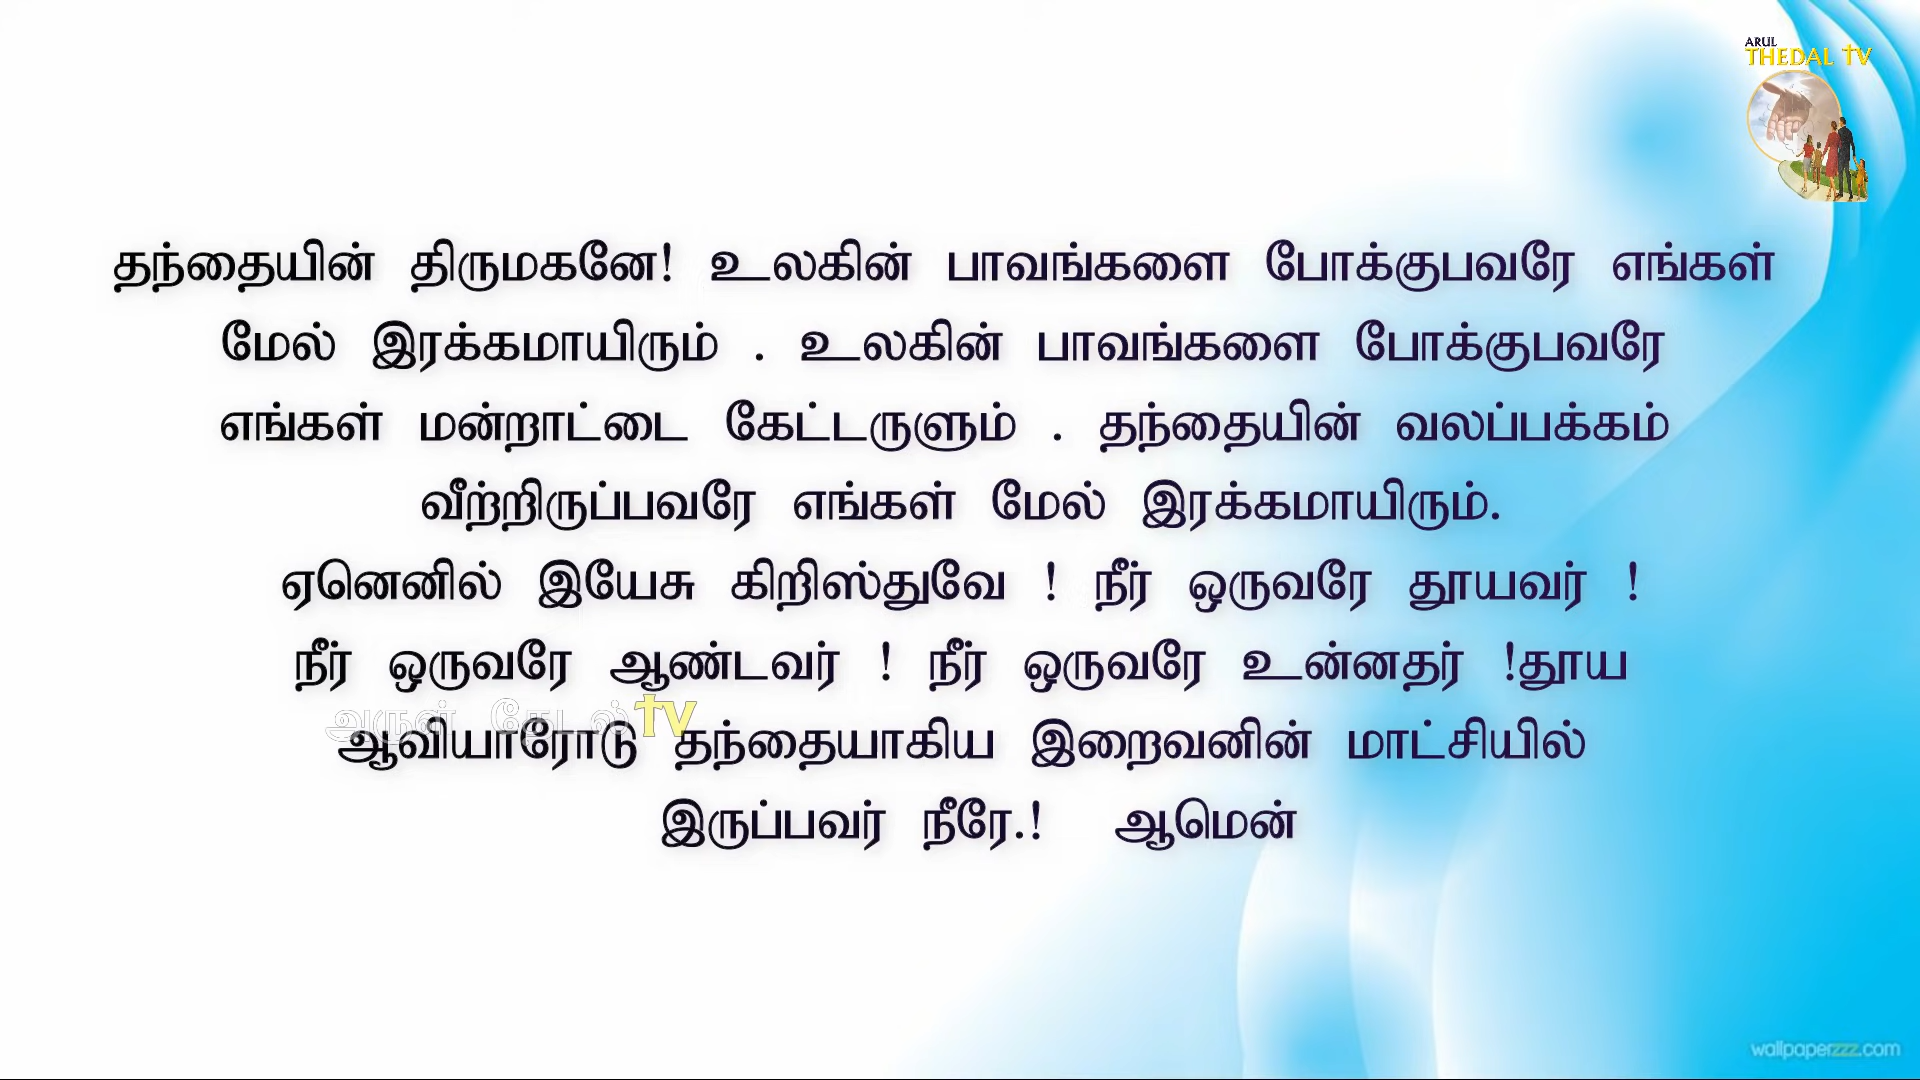 ARUL
THEDAL TV
தந்தையின் திருமகனே! உலகின் பாவங்களை போக்குபவரே எங்கள்
மேல் இரக்கமாயிரும் . உலகின் பாவங்களை போக்குபவரே
எங்கள் மன்றாட்டை கேட்டருளும் . தந்தையின் வலப்பக்கம்
வீற்றிருப்பவரே எங்கள் மேல் இரக்கமாயிரும்.
ஏனெனில் இயேசு கிறிஸ்துவே ! நீர் ஒருவரே தூயவர் !
நீர் ஒருவரே ஆண்டவர் ! நீர் ஒருவரே உன்னதர் !தூய
அருள் தேடல் TV
ஆவியாரோடு தந்தையாகிய இறைவனின் மாட்சியில்
இருப்பவர் நீரே.! ஆமென்
wallpaperzzz.com